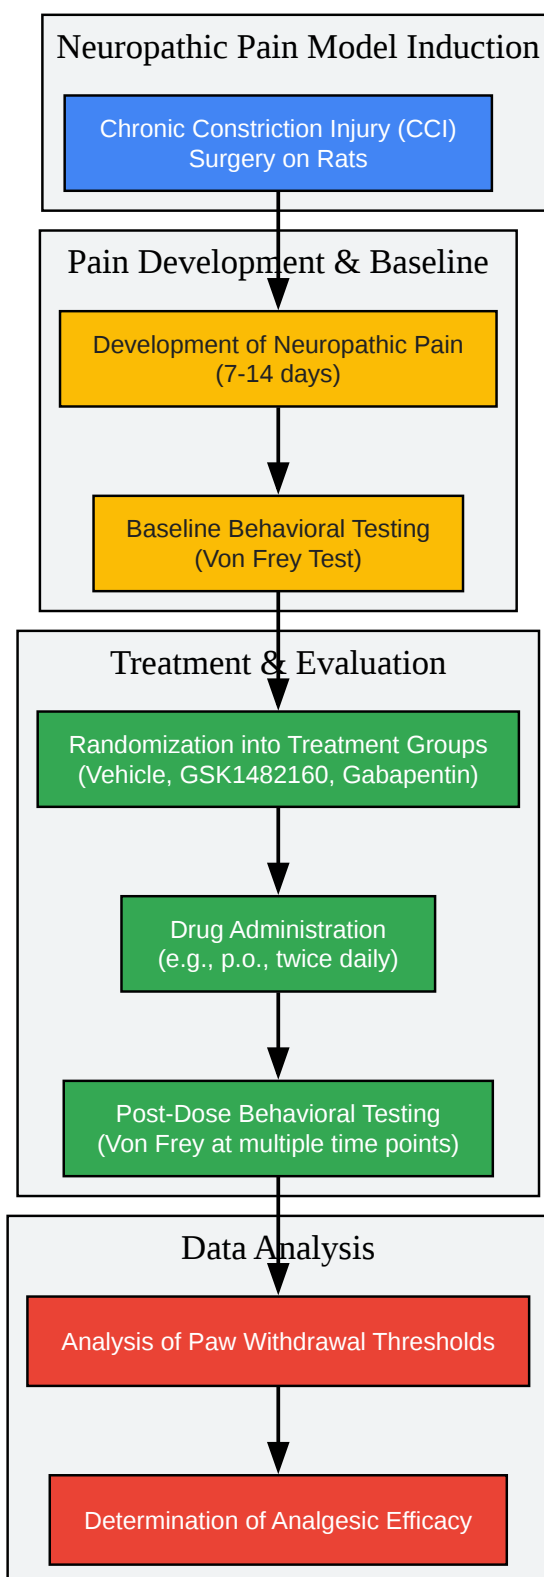 Neuropathic Pain Model Induction
Chronic Constriction Injury (CCI)
Surgery on Rats
Pain Development & Baseline
Development of Neuropathic Pain
(7-14 days)
Baseline Behavioral Testing
(Von Frey Test)
Treatment & Evaluation
Randomization into Treatment Groups
(Vehicle, GSK1482160, Gabapentin)
Drug Administration
(e.g., p.o., twice daily)
Post-Dose Behavioral Testing
(Von Frey at multiple time points)
Data Analysis
Analysis of Paw Withdrawal Thresholds
Determination of Analgesic Efficacy